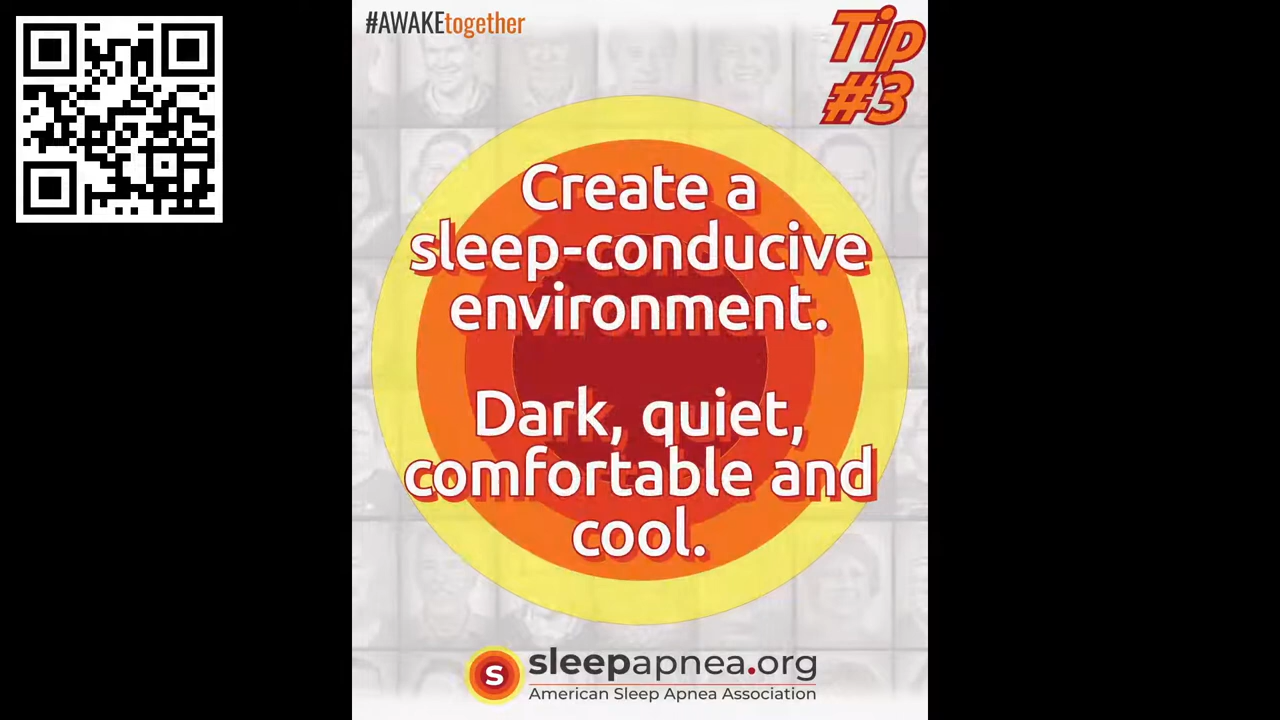 #AWAKEtogether
Tip
#3
Create a
sleep-conducive
environment.
Dark, quiet,
comfortable and
cool.
s
sleepapnea.org
American Sleep Apnea Association